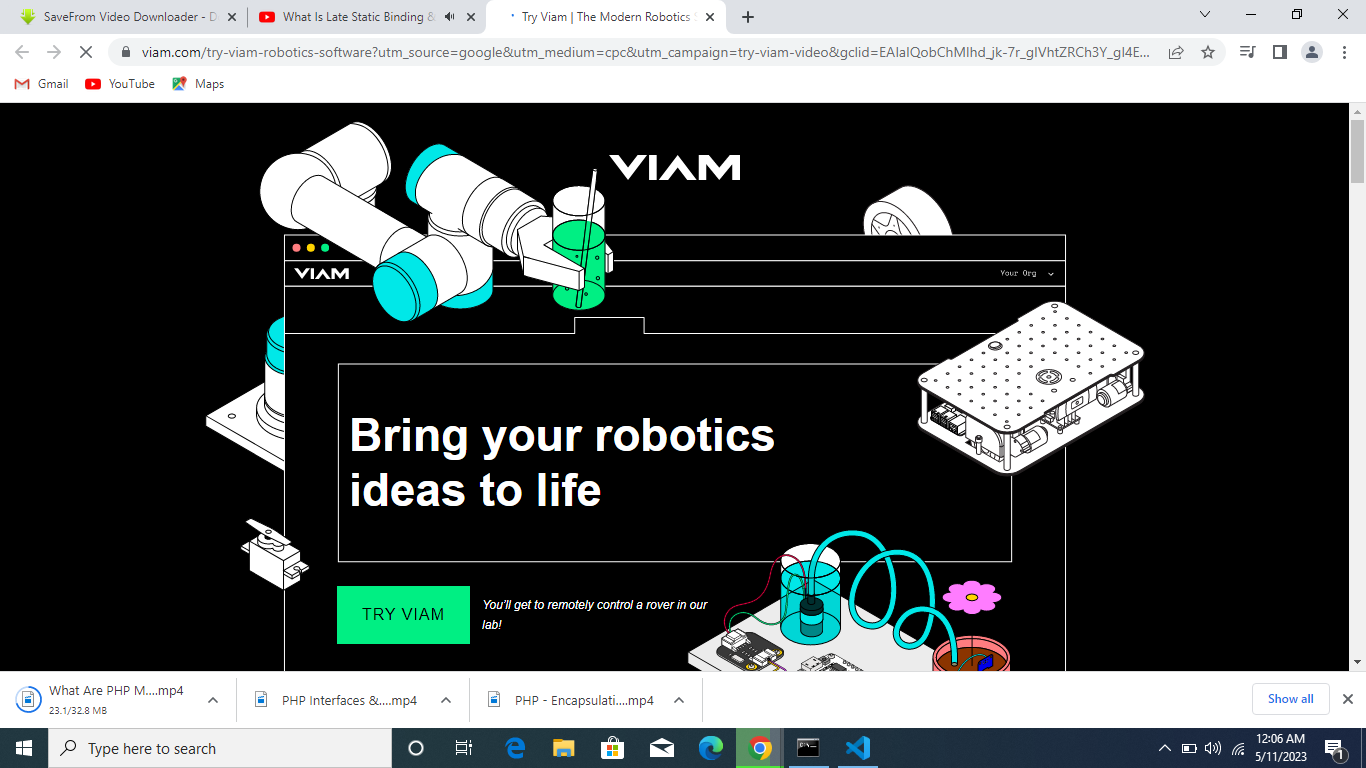 SaveFrom Video Downloader - D
What Is Late Static Binding &
Try Viam | The Modern Robotics
viam.com/try-viam-robotics-software?utm_source=google&utm_medium=cpc&utm_campaign=try-viam-video&gclid=EAIaIQobChMIhd_jk-7r_gIVhtZRCh3Y_gI4E...
Gmail
YouTube
Maps
VIAM
VIAM
Your Org
Bring your robotics
ideas to life
TRY VIAM
You'll get to remotely control a rover in our
lab!
What Are PHP M....mp4
23.1/32.8 MB
PHP Interfaces &....mp4
PHP - Encapsulati....mp4
Show all
Type here to search
12:06 AM
5/11/2023
1